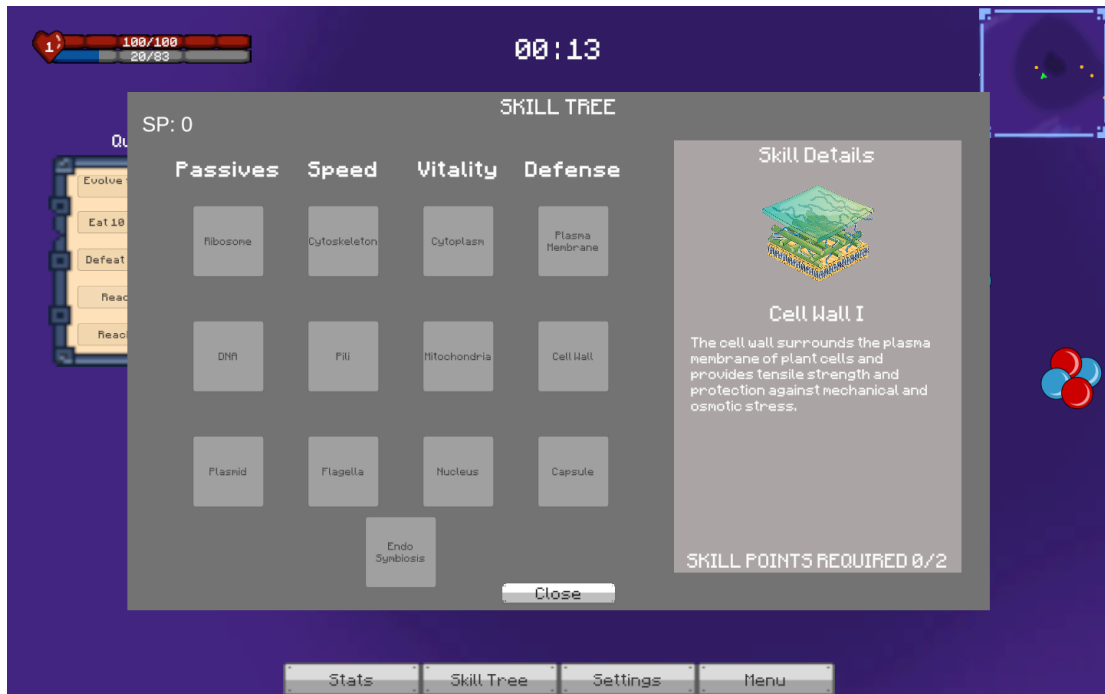 1
100/100
20/83
00:13
SKILL TREE
SP: 0
Passives Speed Vitality Defense
Ribosome Cytoskeleton Cytoplasm Plasma
Membrane
DNA Pili Mitochondria Cell Wall
Plasmid Flagella Nucleus Capsule
Endo
Symbiosis
Close
Skill Details
Cell Wall I
The cell wall surrounds the plasma
membrane of plant cells and
provides tensile strength and
protection against mechanical and
osmotic stress.
SKILL POINTS REQUIRED 0/2
Evolve
Eat 10
Defeat
Stats Skill Tree Settings Menu